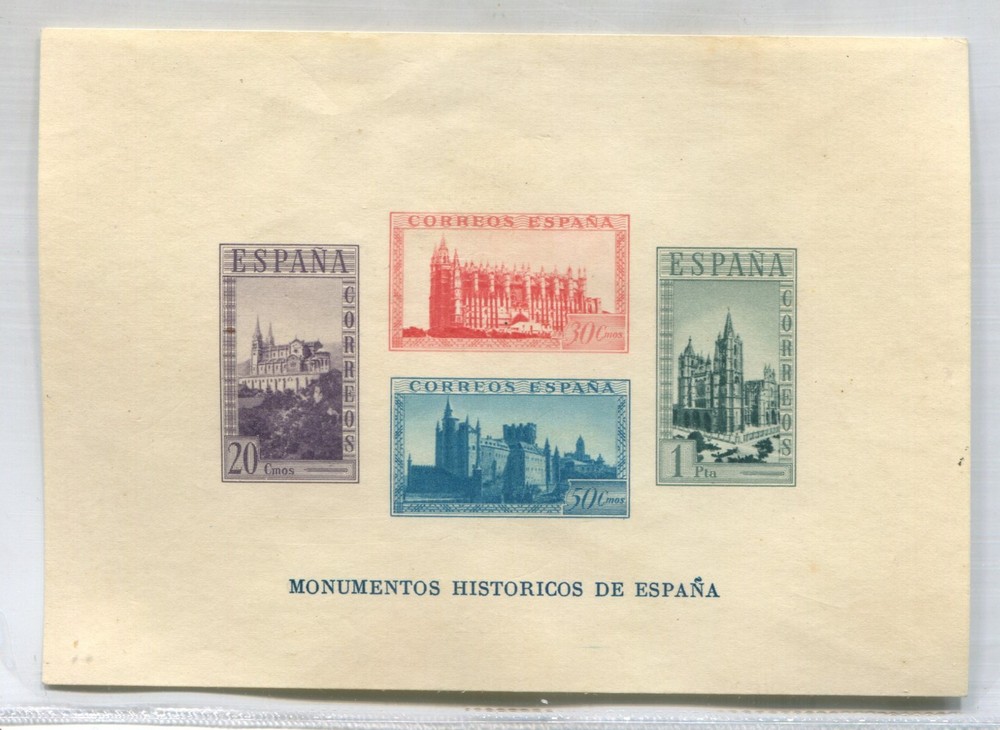 ESPAÑA
CORREOS
20 Cmos
CORREOS ESPAÑA
30 Cmos
CORREOS ESPAÑA
50 Cmos
ESPAÑA
CORREOS
1 Pta
MONUMENTOS HISTORICOS DE ESPAÑA